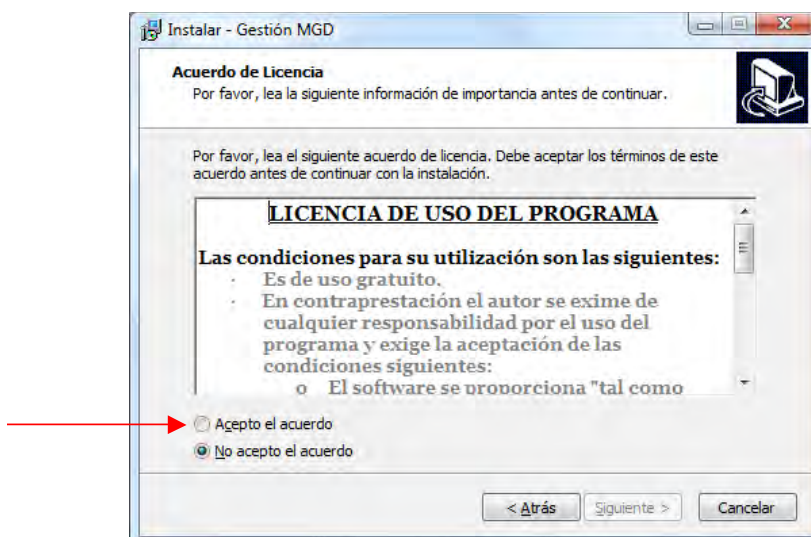 Instalar - Gestión MGD
Acuerdo de Licencia
Por favor, lea la siguiente información de importancia antes de continuar.
Por favor, lea el siguiente acuerdo de licencia. Debe aceptar los términos de este
acuerdo antes de continuar con la instalación.
LICENCIA DE USO DEL PROGRAMA
Las condiciones para su utilización son las siguientes:
· Es de uso gratuito.
· En contraprestación el autor se exime de
cualquier responsabilidad por el uso del
programa y exige la aceptación de las
condiciones siguientes:
o El software se proporciona "tal como
Acepto el acuerdo
No acepto el acuerdo
< Atrás Siguiente > Cancelar